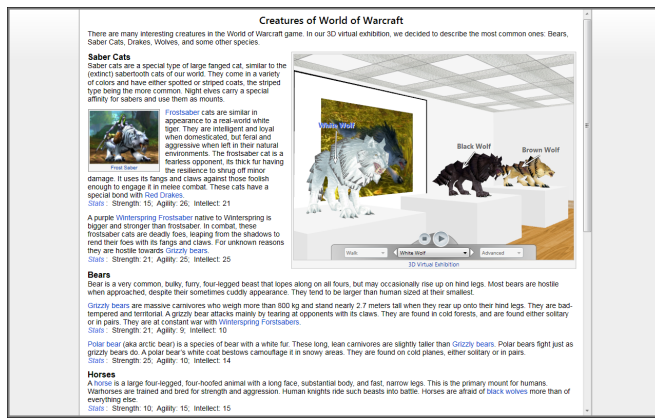 Creatures of World of Warcraft
There are many interesting creatures in the World of Warcraft game. In our 3D virtual exhibition, we decided to describe the most common ones: Bears,
Saber Cats, Drakes, Wolves, and some other species.
Saber Cats
Saber cats are a special type of large fanged cat, similar to the
(extinct) sabertooth cats of our world. They come in a variety
of colors and have either spotted or striped coats, the striped
type being the more common. Night elves carry a special
affinity for sabers and use them as mounts.
Frostsaber cats are similar in
appearance to a real-world white
tiger. They are intelligent and loyal
when domesticated, but feral and
aggressive when left in their natural
environments. The frostsaber cat is a
fearless opponent, its thick fur having
the resilience to shrug off minor
Frost Saber
damage. It uses its fangs and claws against those foolish
enough to engage it in melee combat. These cats have a
special bond with Red Drakes.
Stats : Strength: 15; Agility: 26; Intellect: 21
A purple Winterspring Frostsaber native to Winterspring is
bigger and stronger than frostsaber. In combat, these
frostsaber cats are deadly foes, leaping from the shadows to
rend their foes with its fangs and claws. For unknown reasons
they are hostile towards Grizzly bears.
Stats : Strength: 21; Agility: 25; Intellect: 25
White Wolf
Black Wolf
Brown Wolf
Walk
White Wolf
Advanced
3D Virtual Exhibition
Bears
Bear is a very common, bulky, furry, four-legged beast that lopes along on all fours, but may occasionally rise up on hind legs. Most bears are hostile
when approached, despite their sometimes cuddly appearance. They tend to be larger than human sized at their smallest.
Grizzly bears are massive carnivores who weigh more than 800 kg and stand nearly 2.7 meters tall when they rear up onto their hind legs. They are bad-
tempered and territorial. A grizzly bear attacks mainly by tearing at opponents with its claws. They are found in cold forests, and are found either solitary
or in pairs. They are at constant war with Winterspring Forstsabers.
Stats : Strength: 21; Agility: 9; Intellect: 10
Polar bear (aka arctic bear) is a species of bear with a white fur. These long, lean carnivores are slightly taller than Grizzly bears. Polar bears fight just as
grizzly bears do. A polar bear's white coat bestows camouflage it in snowy areas. They are found on cold planes, either solitary or in pairs.
Stats : Strength: 25; Agility: 10; Intellect: 14
Horses
A horse is a large four-legged, four-hoofed animal with a long face, substantial body, and fast, narrow legs. This is the primary mount for humans.
Warhorses are trained and bred for strength and aggression. Human knights ride such beasts into battle. Horses are afraid of black wolves more than of
everything else.
Stats : Strength: 10; Agility: 15; Intellect: 15